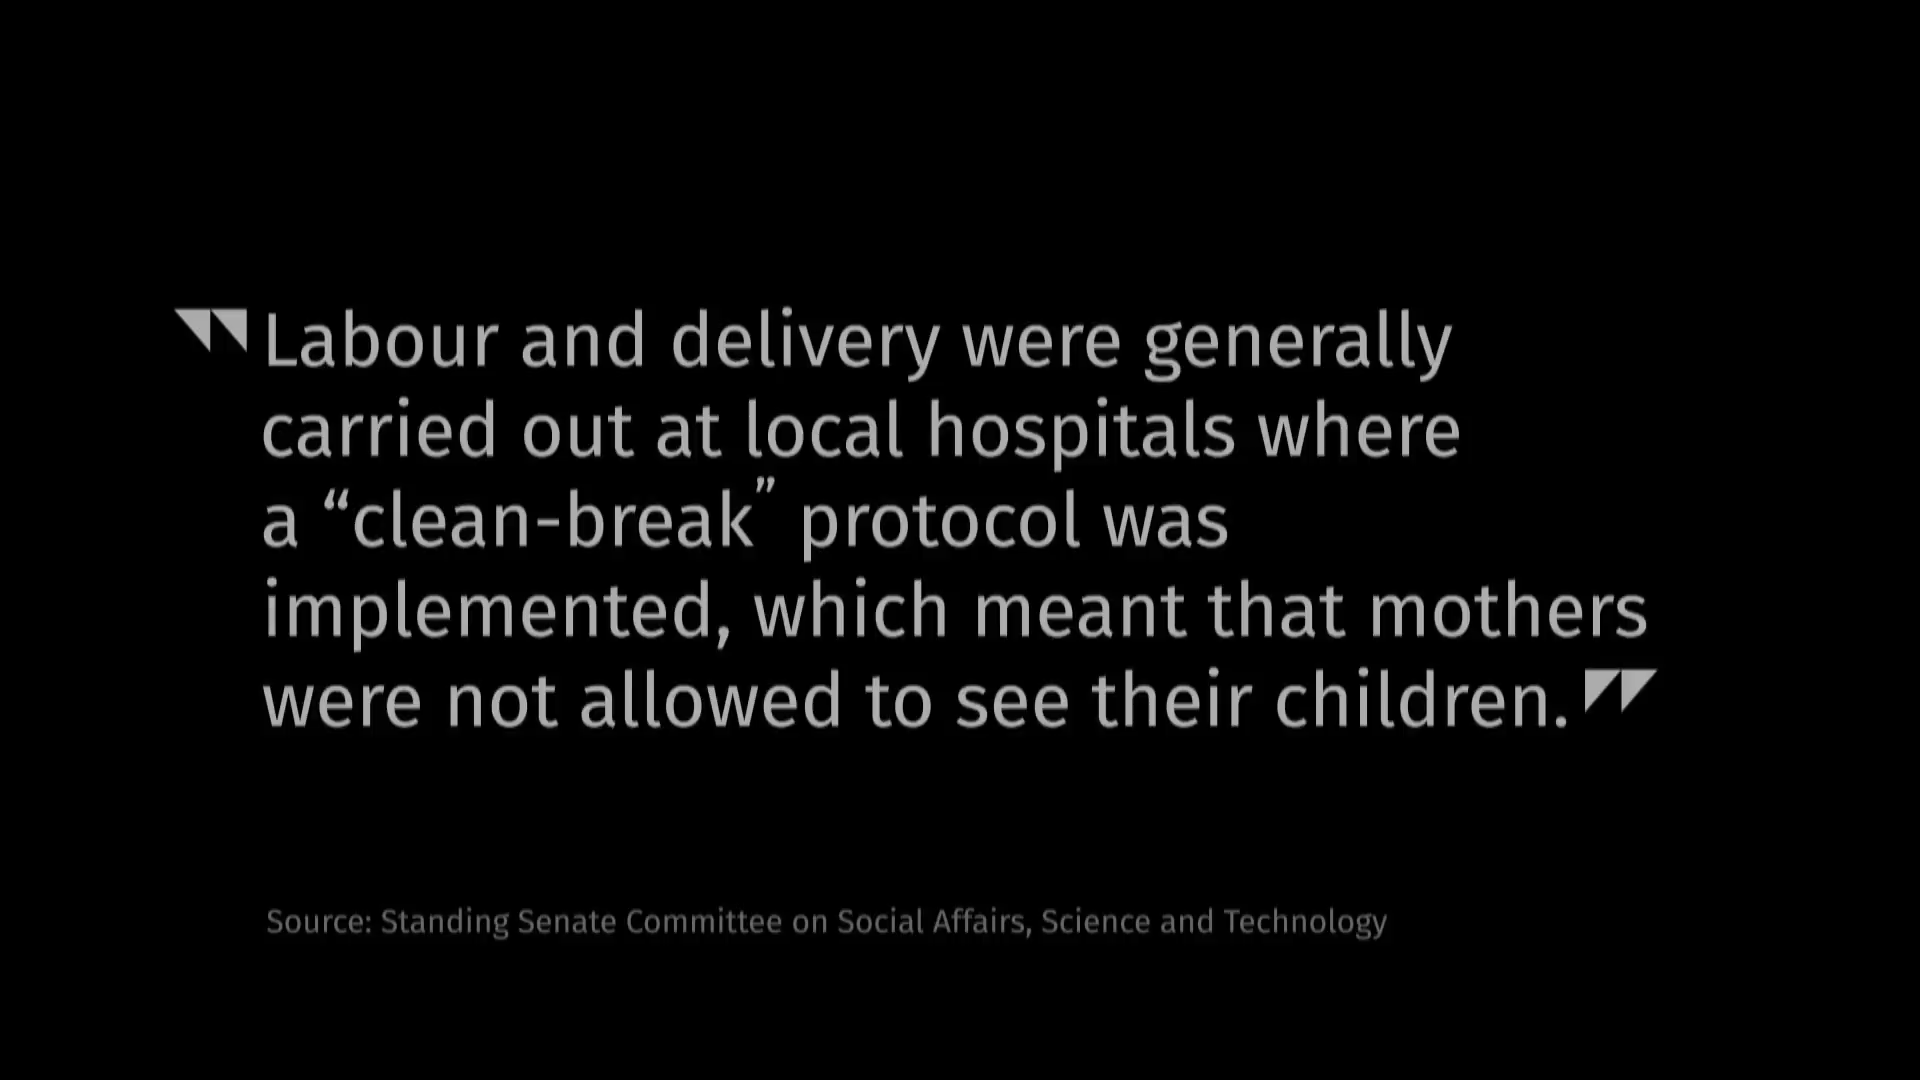 "Labour and delivery were generally
carried out at local hospitals where
a “clean-break” protocol was
implemented, which meant that mothers
were not allowed to see their children."
Source: Standing Senate Committee on Social Affairs, Science and Technology